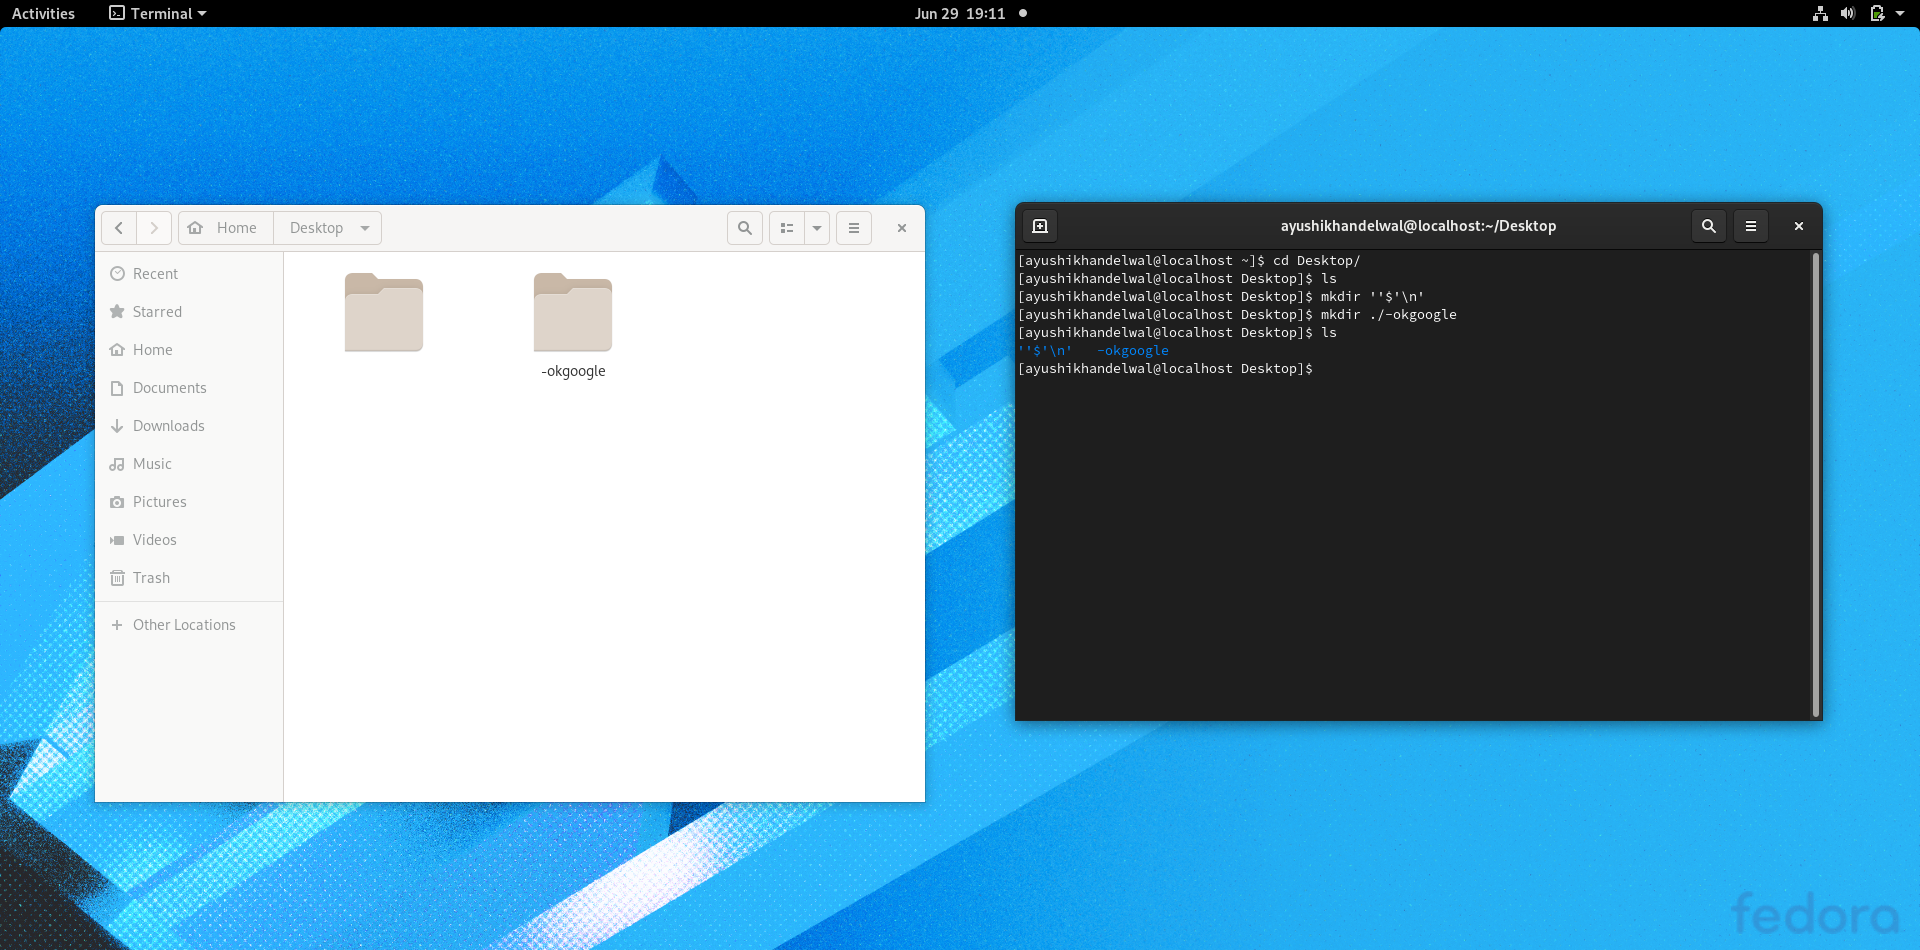 Activities
Terminal
Jun 29 19:11
Home
Desktop
Recent
Starred
Home
Documents
Downloads
Music
Pictures
Videos
Trash
Other Locations
-okgoogle
ayushikhandelwal@localhost:~/Desktop
[ayushikhandelwal@localhost ~]$ cd Desktop/
[ayushikhandelwal@localhost Desktop]$ ls
[ayushikhandelwal@localhost Desktop]$ mkdir ''$'\n'
[ayushikhandelwal@localhost Desktop]$ mkdir ./-okgoogle
[ayushikhandelwal@localhost Desktop]$ ls
''$'\n'   -okgoogle
[ayushikhandelwal@localhost Desktop]$
fedora